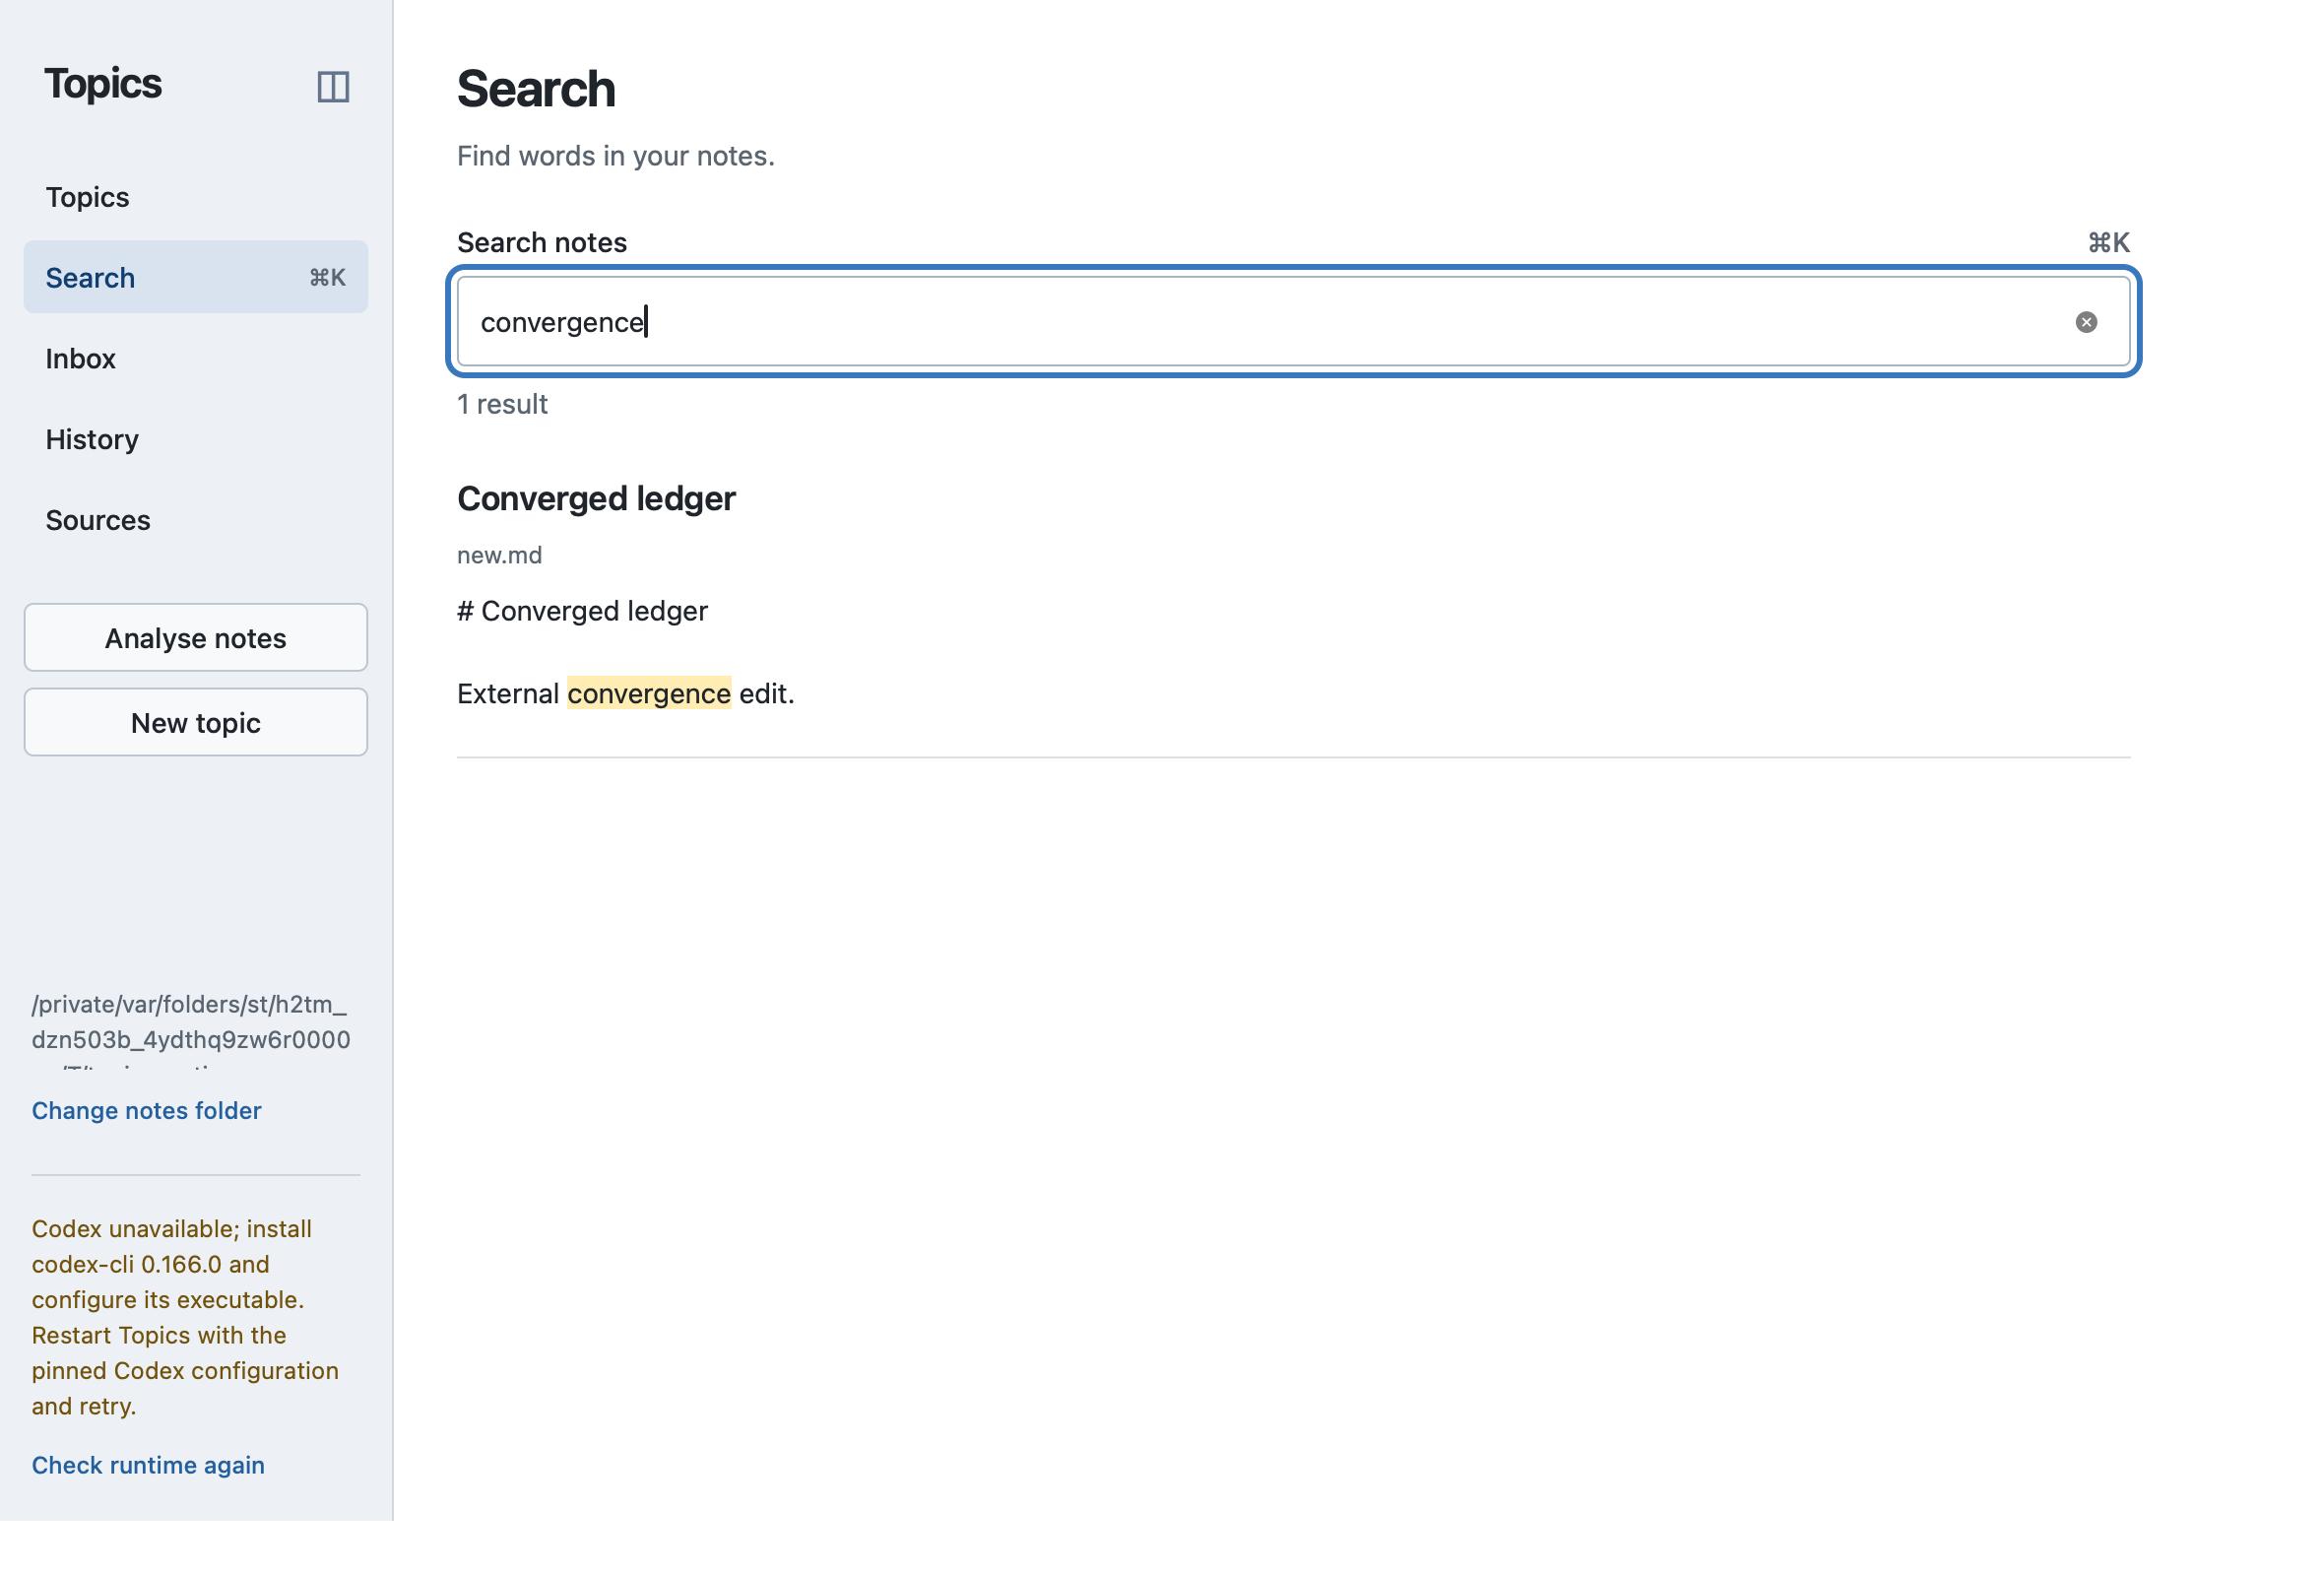 Topics
Topics
Search ⌘K
Inbox
History
Sources
Analyse notes
New topic
/private/var/folders/st/h2tm_
dzn503b_4ydthq9zw6r0000
Change notes folder
Codex unavailable; install
codex-cli 0.166.0 and
configure its executable.
Restart Topics with the
pinned Codex configuration
and retry.
Check runtime again
Search
Find words in your notes.
Search notes ⌘K
convergence
1 result
Converged ledger
new.md
# Converged ledger
External convergence edit.